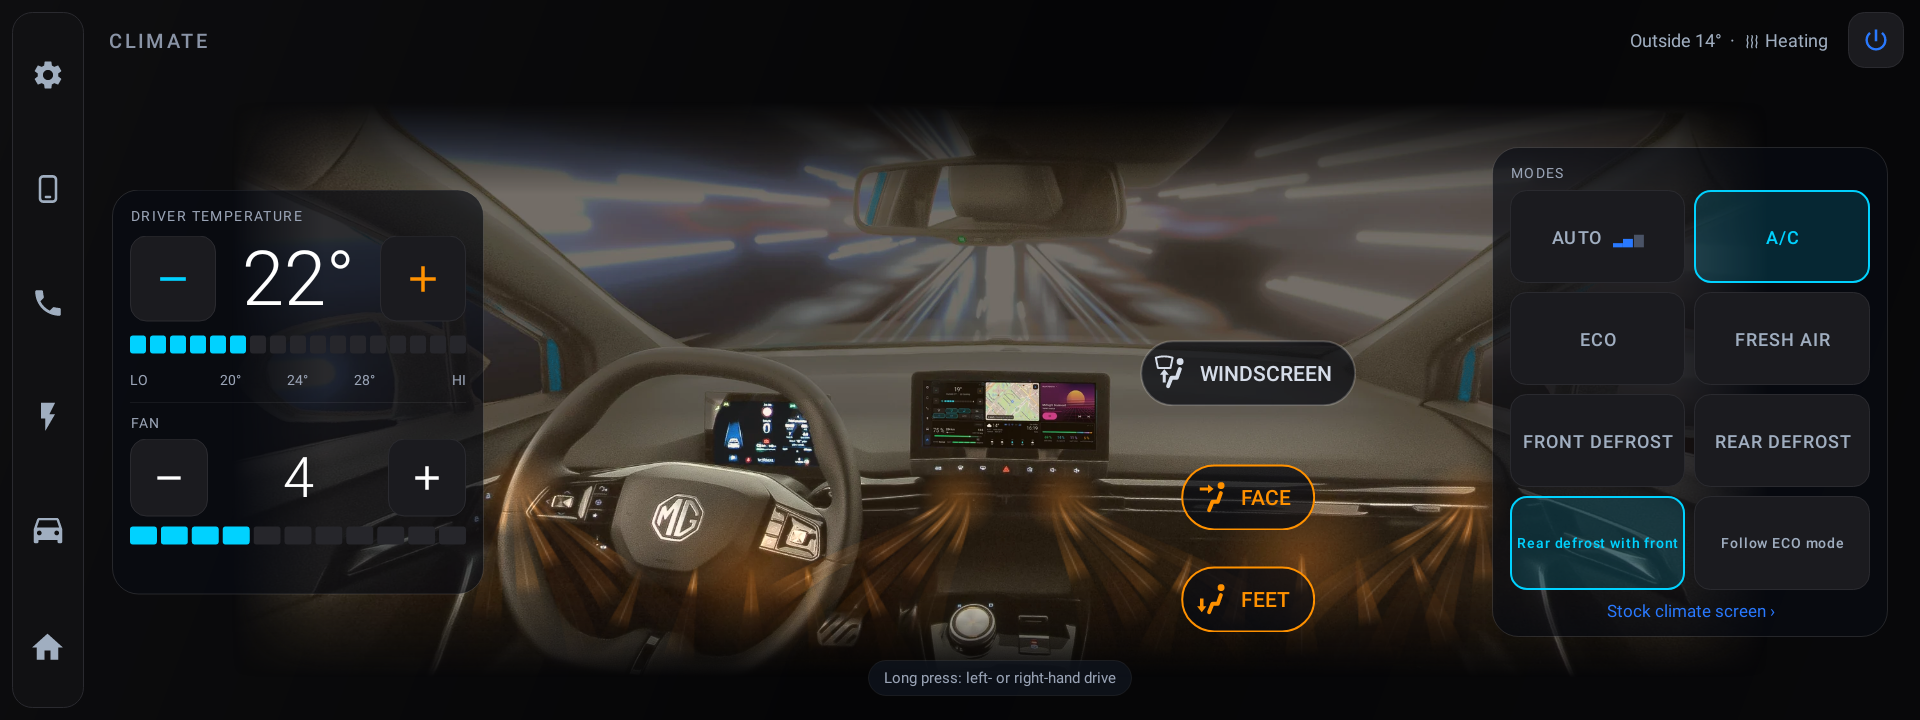 CLIMATE
Outside 14° · Heating
DRIVER TEMPERATURE
22°
LO 20° 24° 28° HI
FAN
4
WINDSCREEN
FACE
FEET
MG
MODES
AUTO
A/C
ECO
FRESH AIR
FRONT DEFROST
REAR DEFROST
Rear defrost with front
Follow ECO mode
Stock climate screen ›
Long press: left- or right-hand drive